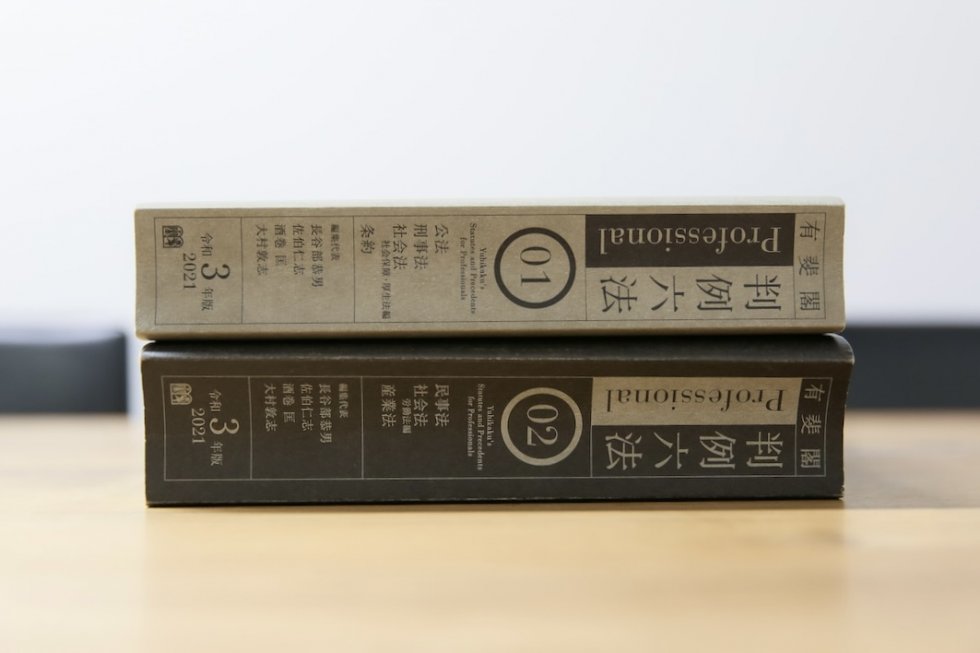 Professional
判例六法
01
Yuhikaku's
Statutes and Precedents
for Professionals
公法
刑事法
社会法
社会保障・厚生法編
条約
編集代表
長谷部恭男
佐伯仁志
酒巻 匡
大村敦志
令和
3年版
2021
有斐閣
Professional
判例六法
02
Yuhikaku's
Statutes and Precedents
for Professionals
民事法
社会法
労働法編
産業法
編集代表
長谷部恭男
佐伯仁志
酒巻 匡
大村敦志
令和
3年版
2021
有斐閣